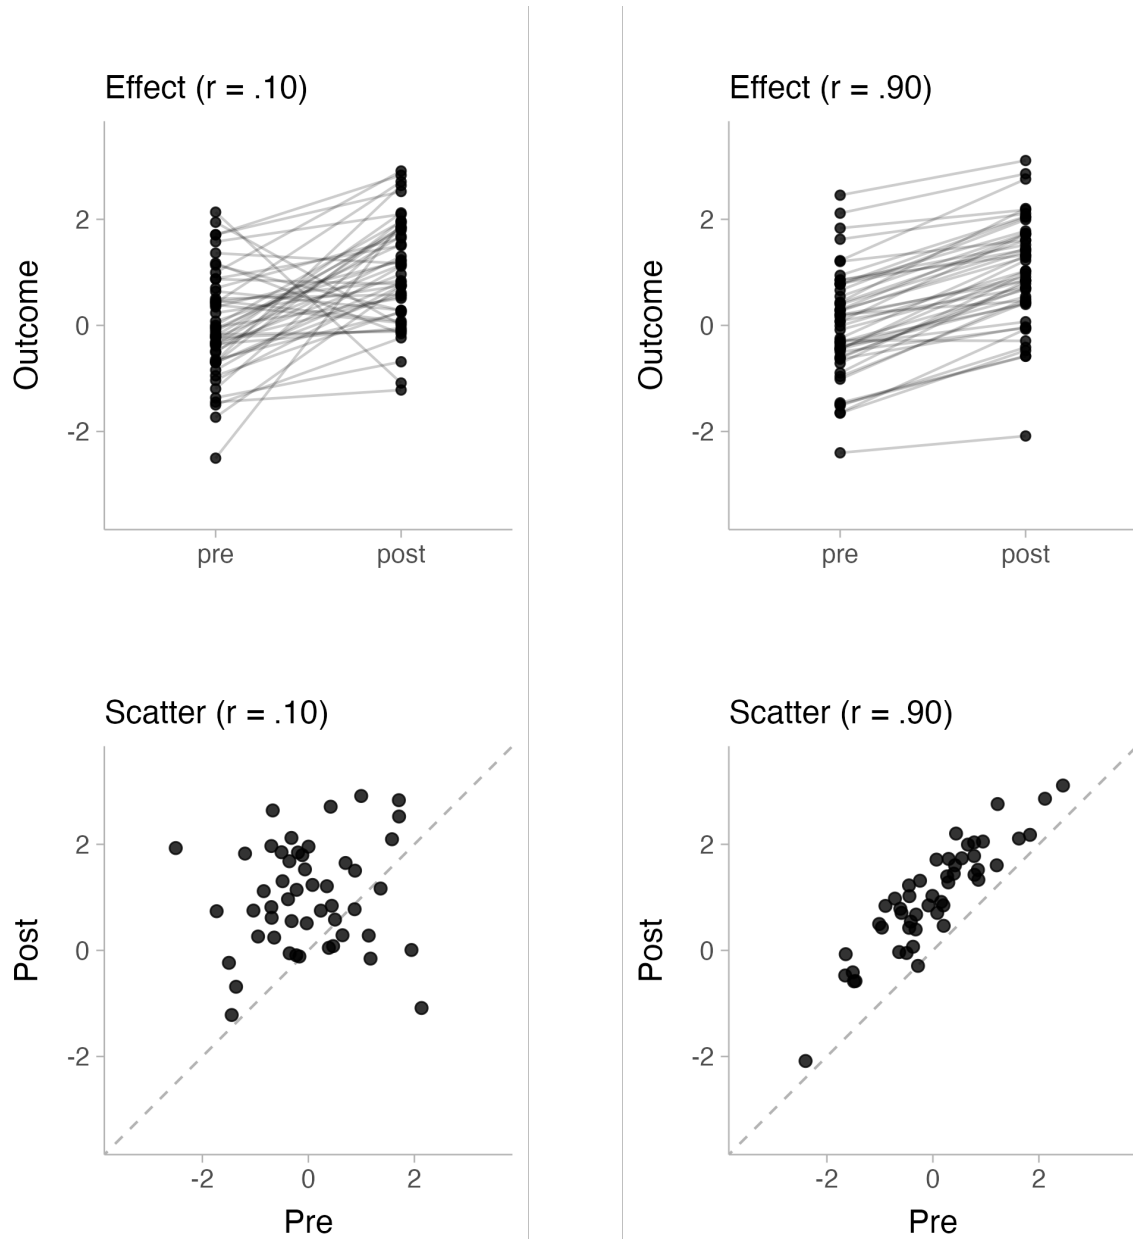 Effect (r = .10)
Outcome
2
0
-2
pre post
Effect (r = .90)
Outcome
2
0
-2
pre post
Scatter (r = .10)
Post
2
0
-2
-2 0 2
Pre
Scatter (r = .90)
Post
2
0
-2
-2 0 2
Pre